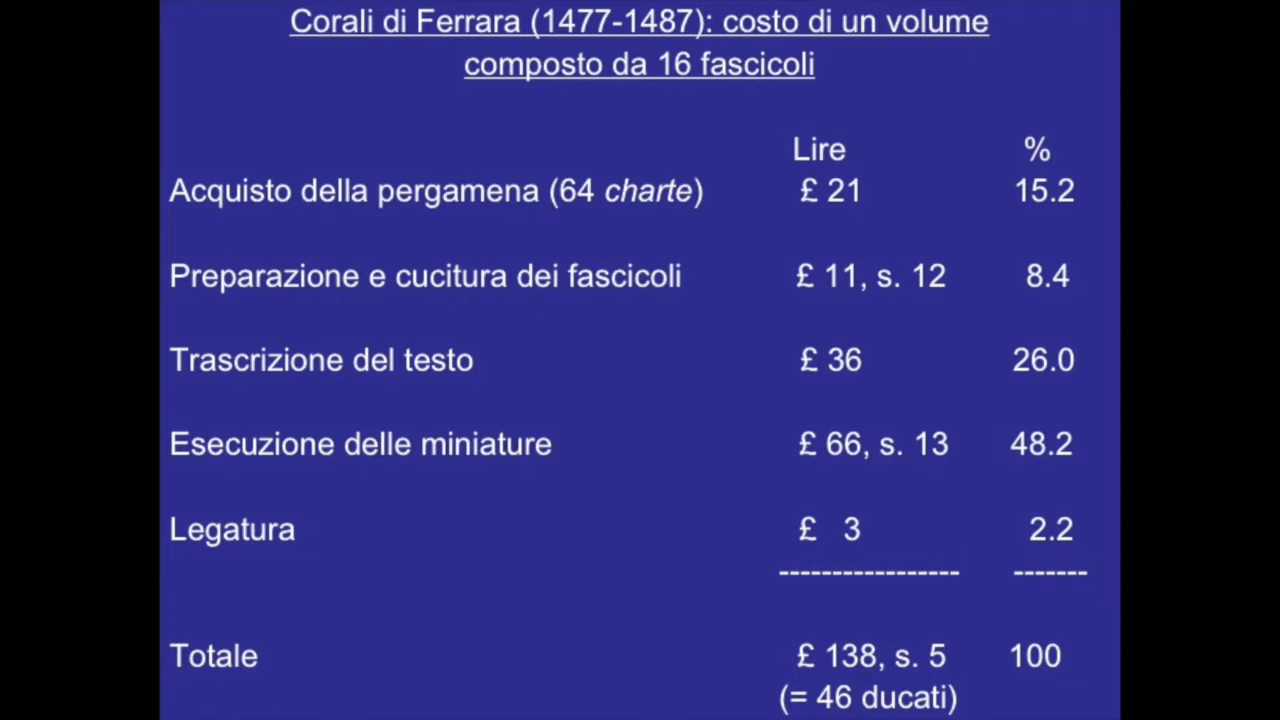 Corali di Ferrara (1477-1487): costo di un volume
composto da 16 fascicoli
Lire %
Acquisto della pergamena (64 charte) £ 21 15.2
Preparazione e cucitura dei fascicoli £ 11, s. 12 8.4
Trascrizione del testo £ 36 26.0
Esecuzione delle miniature £ 66, s. 13 48.2
Legatura £ 3 2.2
----------------- -------
Totale £ 138, s. 5 100
(= 46 ducati)